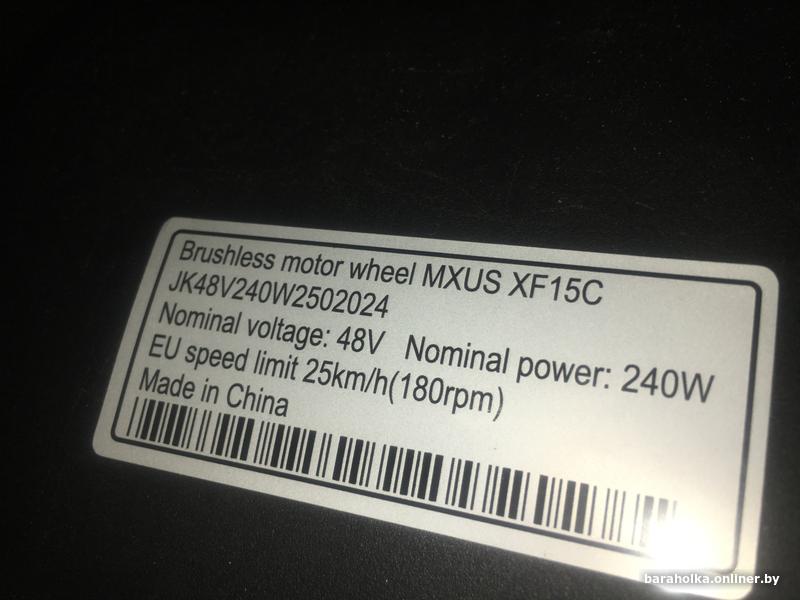 Brushless motor wheel MXUS XF15C
JK48V240W2502024
Nominal voltage: 48V Nominal power: 240W
EU speed limit 25km/h(180rpm)
Made in China
baraholka.onliner.by